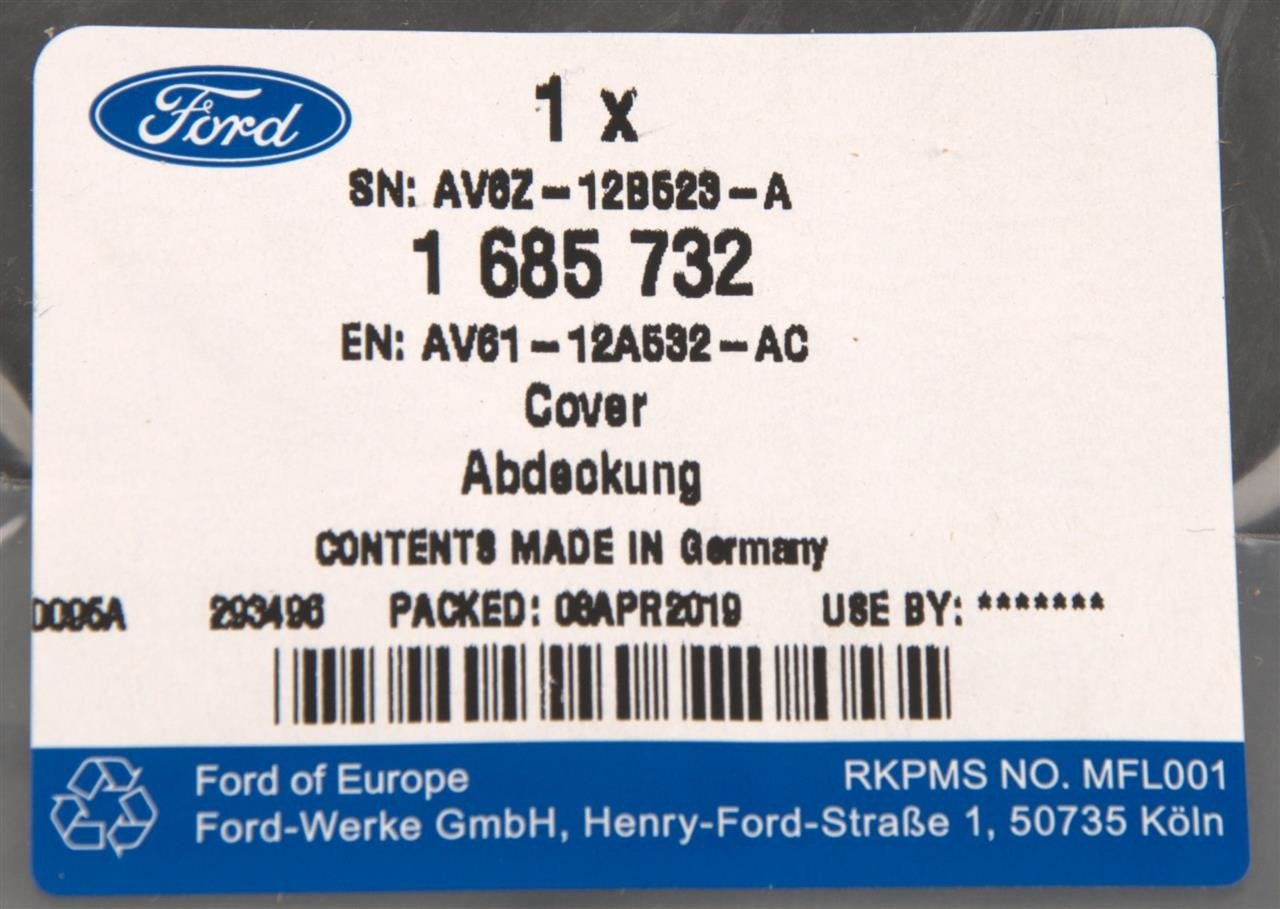 Ford
1 x
SN: AV6Z-12B523-A
1 685 732
EN: AV61-12A532-AC
Cover
Abdeckung
CONTENTS MADE IN Germany
293496 PACKED: 08APR2019 USE BY: *******
Ford of Europe
RKPMS NO. MFL001
Ford-Werke GmbH, Henry-Ford-Straße 1, 50735 Köln